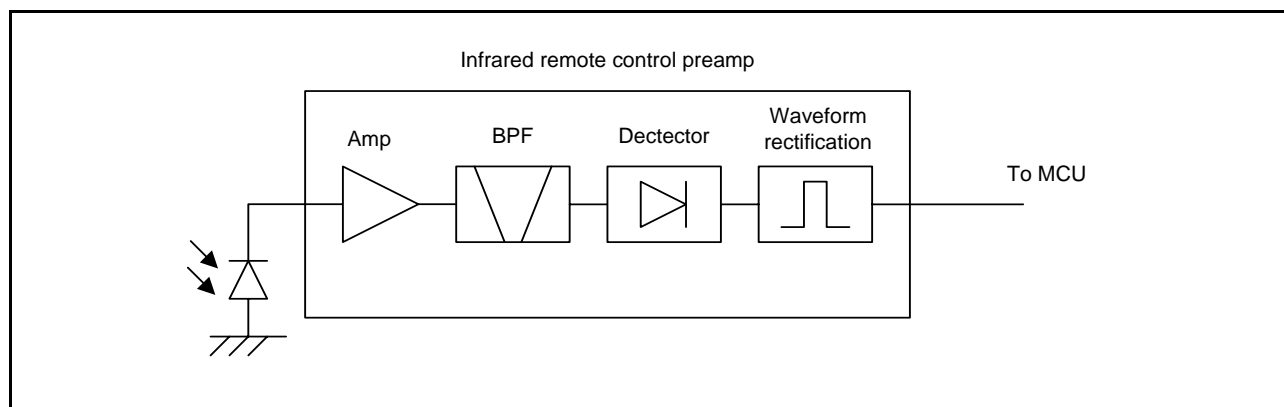 Infrared remote control preamp
Amp
BPF
Dectector
Waveform
rectification
To MCU